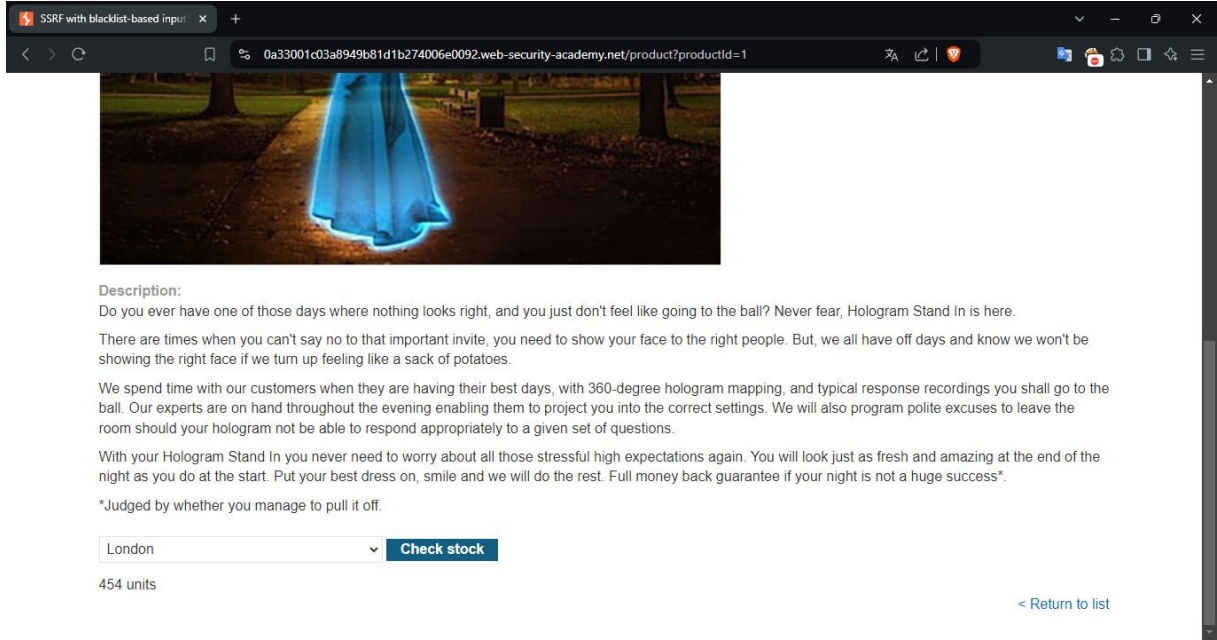 SSRF with blacklist-based input
0a33001c03a8949b81d1b274006e0092.web-security-academy.net/product?productId=1
Description:
Do you ever have one of those days where nothing looks right, and you just don't feel like going to the ball? Never fear, Hologram Stand In is here.
There are times when you can't say no to that important invite, you need to show your face to the right people. But, we all have off days and know we won't be
showing the right face if we turn up feeling like a sack of potatoes.
We spend time with our customers when they are having their best days, with 360-degree hologram mapping, and typical response recordings you shall go to the
ball. Our experts are on hand throughout the evening enabling them to project you into the correct settings. We will also program polite excuses to leave the
room should your hologram not be able to respond appropriately to a given set of questions.
With your Hologram Stand In you never need to worry about all those stressful high expectations again. You will look just as fresh and amazing at the end of the
night as you do at the start. Put your best dress on, smile and we will do the rest. Full money back guarantee if your night is not a huge success*.
*Judged by whether you manage to pull it off.
London
Check stock
454 units
< Return to list